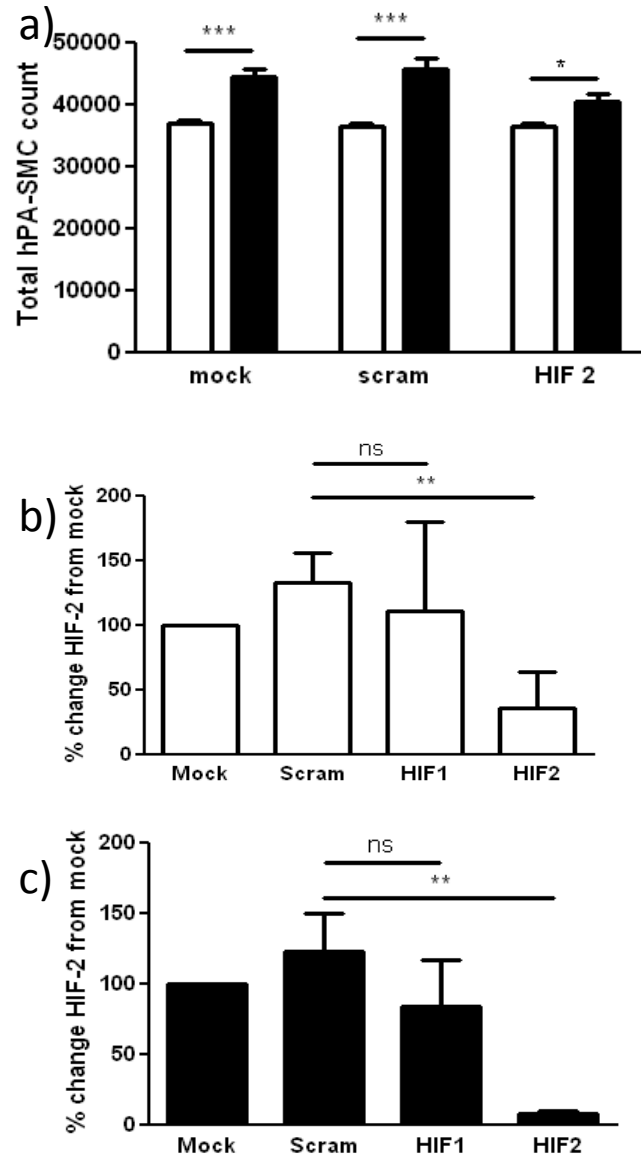 a)
Total hPA-SMC count
50000
40000
30000
20000
10000
0
***
***
*
mock scram HIF 2
b)
% change HIF-2 from mock
200
150
100
50
0
ns
**
Mock Scram HIF1 HIF2
c)
% change HIF-2 from mock
200
150
100
50
0
ns
**
Mock Scram HIF1 HIF2